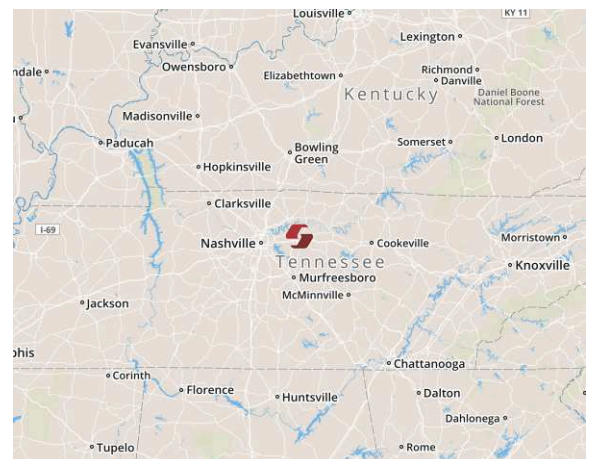 Louisville
KY 11
Lexington
Evansville
Owensboro
Elizabethtown
Richmond
Danville
ndale
Kentucky
Daniel Boone
National Forest
Madisonville
Paducah
Bowling
Green
Somerset
London
Hopkinsville
Clarksville
I-69
Nashville
Cookeville
Morristown
Tennessee
Knoxville
Murfreesboro
McMinnville
Jackson
phis
Chattanooga
Corinth
Florence
Huntsville
Dalton
Dahlonega
Tupelo
Rome